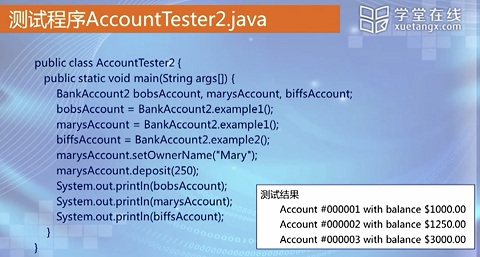 测试程序AccountTester2.java
学堂在线
xuetangx.com
public class AccountTester2 {
public static void main(String args[]) {
BankAccount2 bobsAccount, marysAccount, biffsAccount;
bobsAccount = BankAccount2.example1();
marysAccount = BankAccount2.example1();
biffsAccount = BankAccount2.example2();
marysAccount.setOwnerName("Mary");
marysAccount.deposit(250);
System.out.println(bobsAccount);
System.out.println(marysAccount);
System.out.println(biffsAccount);
}
}
测试结果
Account #000001 with balance $1000.00
Account #000002 with balance $1250.00
Account #000003 with balance $3000.00